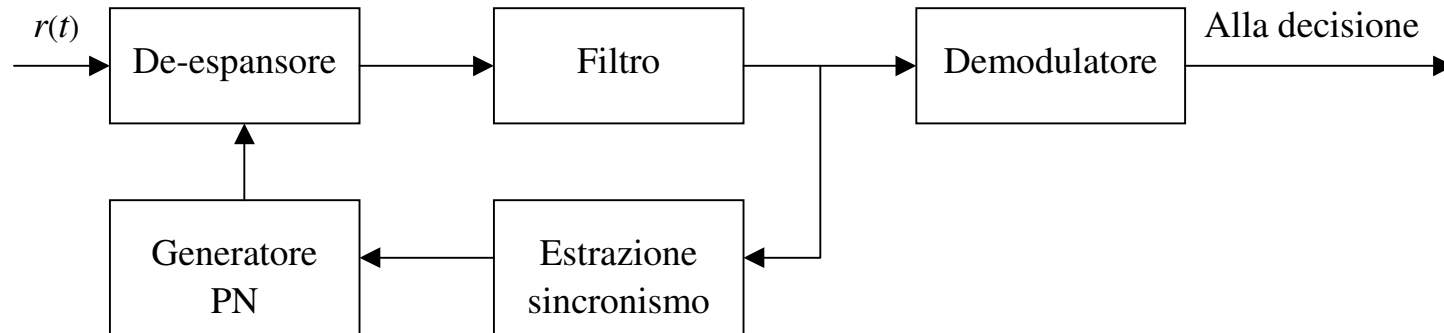 r(t)
De-espansore
Filtro
Demodulatore
Alla decisione
Generatore
PN
Estrazione
sincronismo